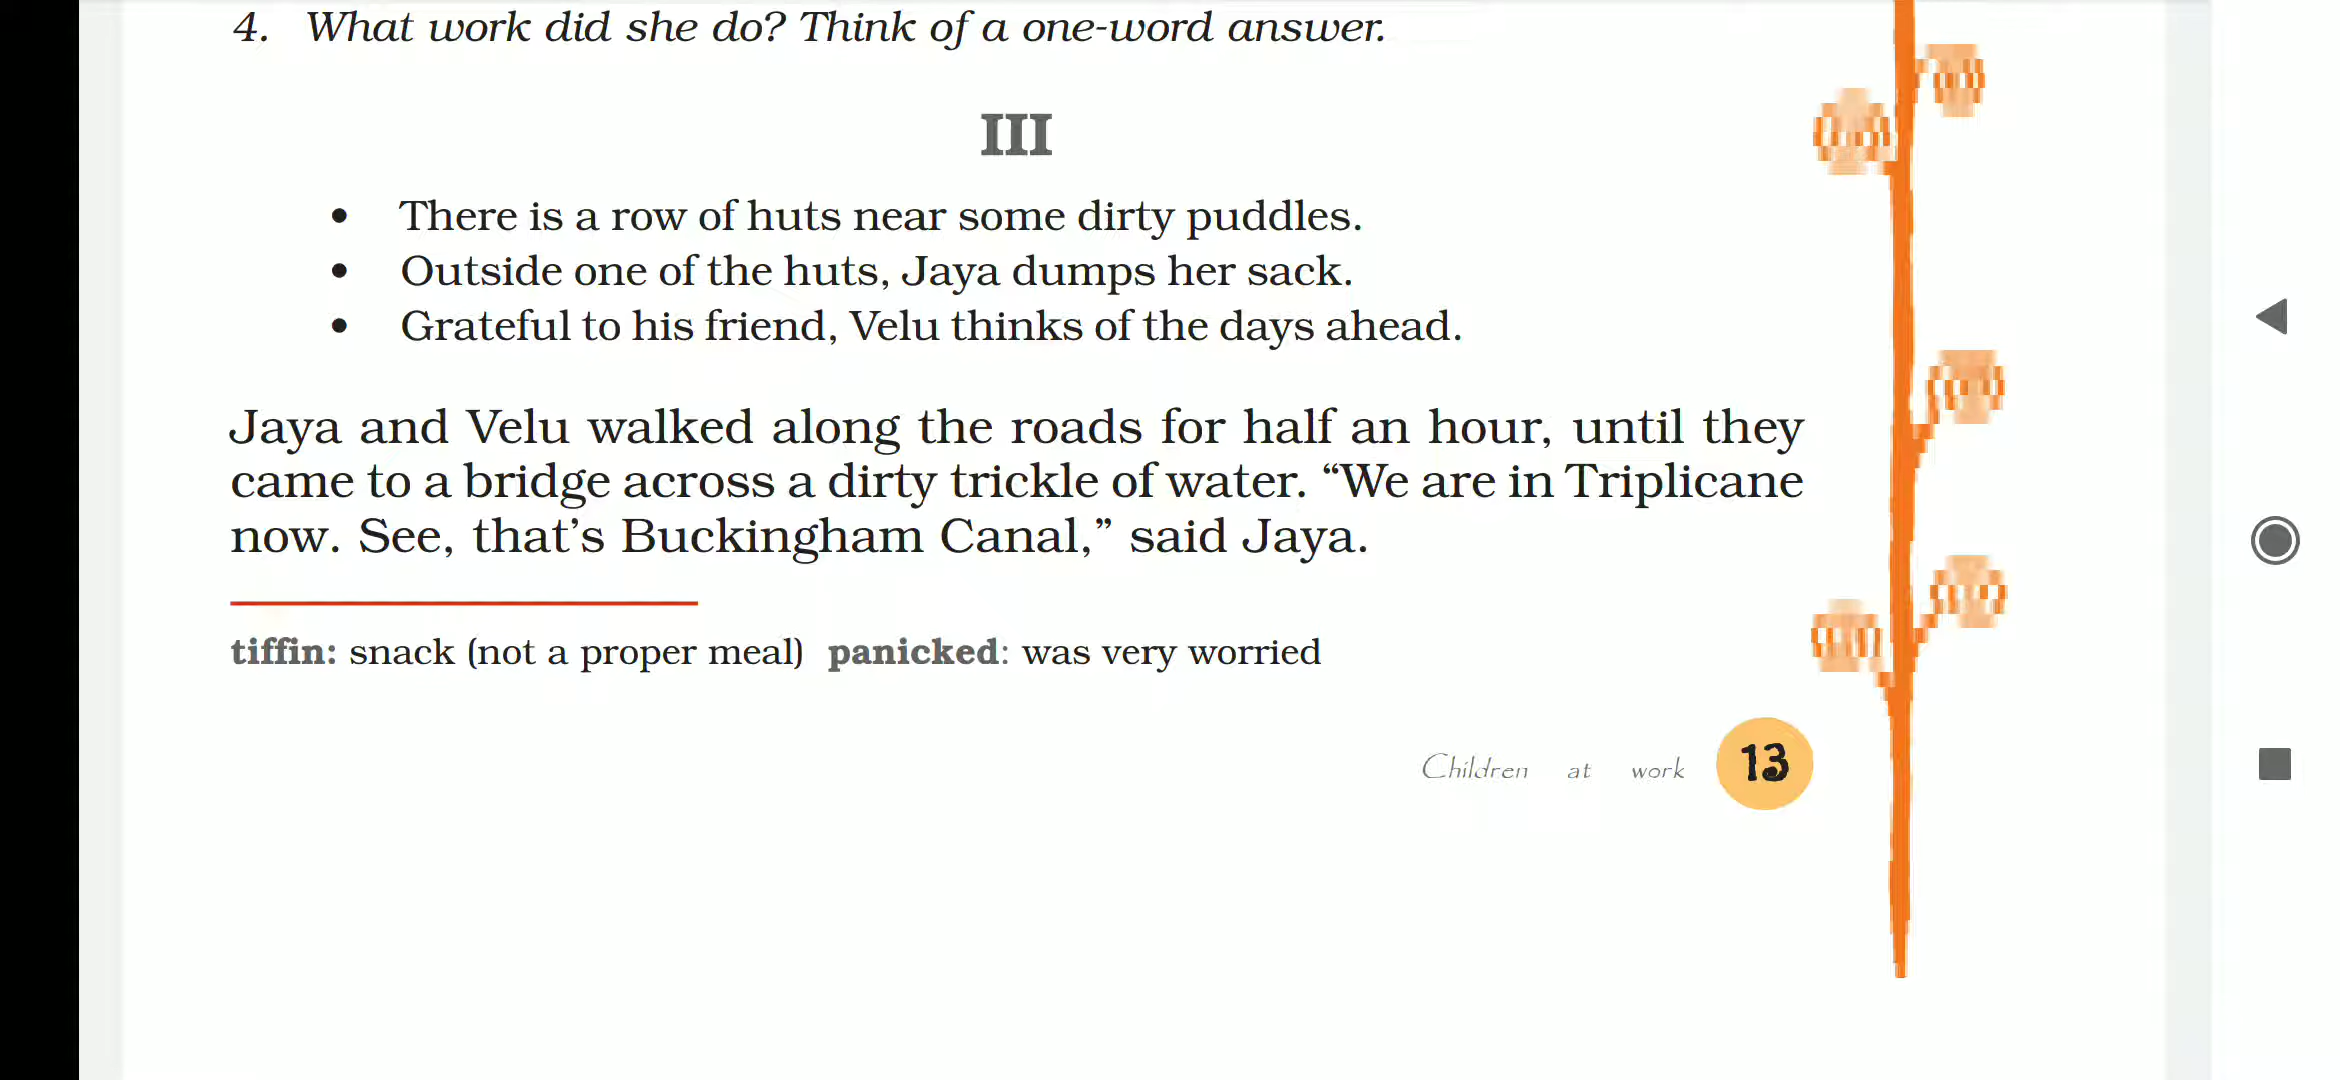 4. What work did she do? Think of a one-word answer.
III
• There is a row of huts near some dirty puddles.
• Outside one of the huts, Jaya dumps her sack.
• Grateful to his friend, Velu thinks of the days ahead.
Jaya and Velu walked along the roads for half an hour, until they
came to a bridge across a dirty trickle of water. “We are in Triplicane
now. See, that’s Buckingham Canal,” said Jaya.
tiffin: snack (not a proper meal) panicked: was very worried
Children at work 13